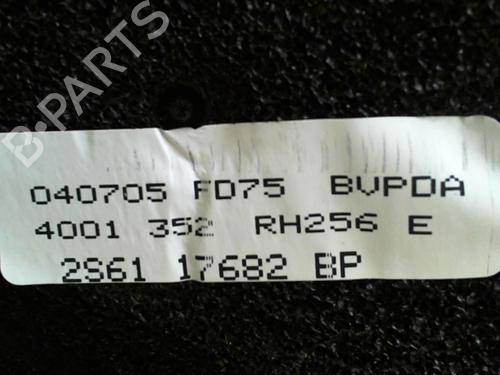 B-PARTS
040705 FD75 BVPDA
4001 352 RH256 E
2S61 17682 BP